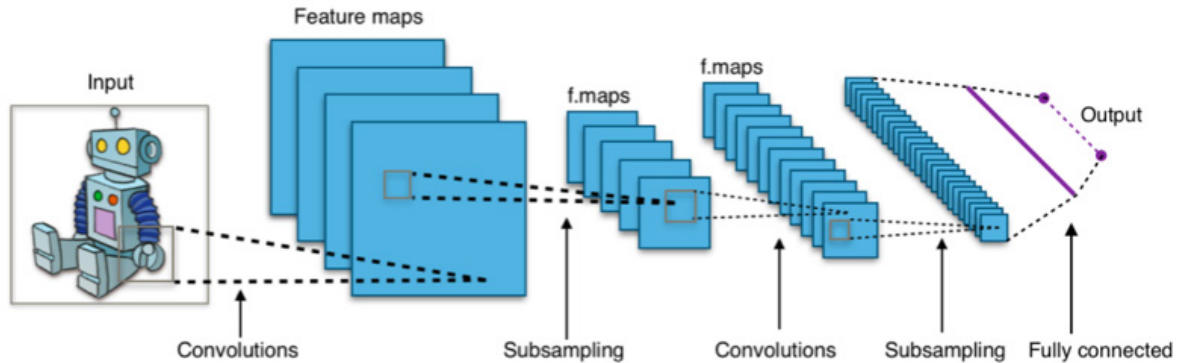 Feature maps
Input
f.maps
f.maps
Output
Convolutions
Subsampling
Convolutions
Subsampling
Fully connected